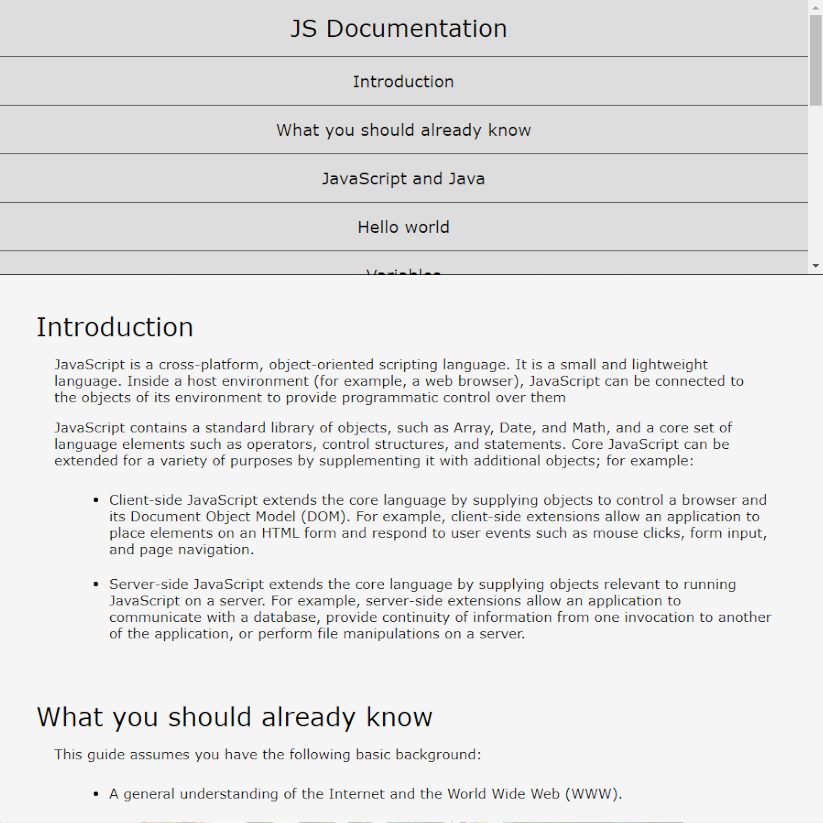 JS Documentation
Introduction
What you should already know
JavaScript and Java
Hello world
Variables
Introduction
JavaScript is a cross-platform, object-oriented scripting language. It is a small and lightweight
language. Inside a host environment (for example, a web browser), JavaScript can be connected to
the objects of its environment to provide programmatic control over them
JavaScript contains a standard library of objects, such as Array, Date, and Math, and a core set of
language elements such as operators, control structures, and statements. Core JavaScript can be
extended for a variety of purposes by supplementing it with additional objects; for example:
• Client-side JavaScript extends the core language by supplying objects to control a browser and
its Document Object Model (DOM). For example, client-side extensions allow an application to
place elements on an HTML form and respond to user events such as mouse clicks, form input,
and page navigation.
• Server-side JavaScript extends the core language by supplying objects relevant to running
JavaScript on a server. For example, server-side extensions allow an application to
communicate with a database, provide continuity of information from one invocation to another
of the application, or perform file manipulations on a server.
What you should already know
This guide assumes you have the following basic background:
• A general understanding of the Internet and the World Wide Web (WWW).